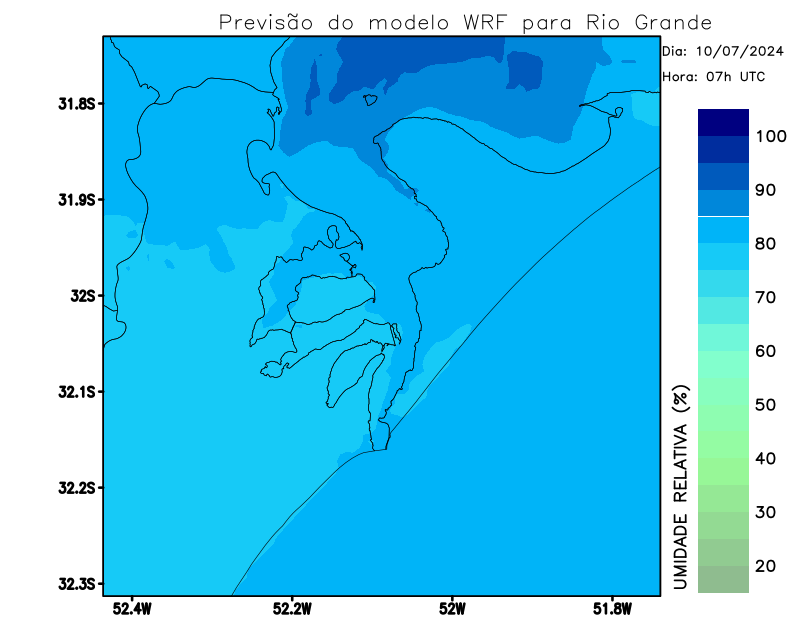 Previsão do modelo WRF para Rio Grande
Dia: 10/07/2024
Hora: 07h UTC
31.8S
31.9S
32S
32.1S
32.2S
32.3S
52.4W
52.2W
52W
51.8W
100
90
80
70
60
50
40
30
20
UMIDADE RELATIVA (%)